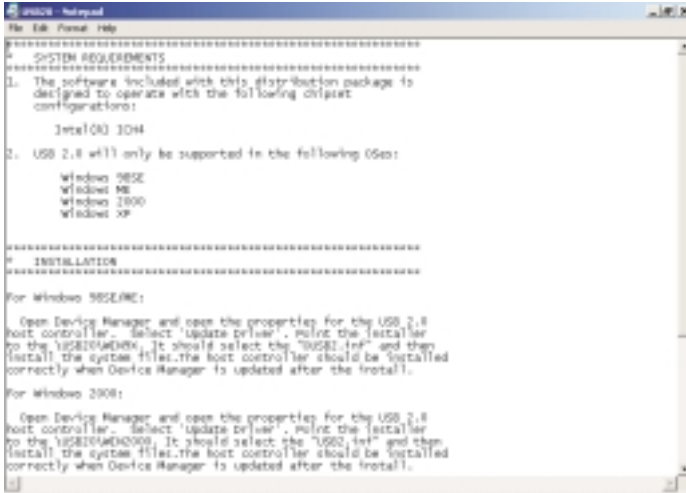 USB20 - Notepad
File Edit Format Help
* SYSTEM REQUIREMENTS
1. The software included with this distribution package is
designed to operate with the following chipset
configurations:
Intel(R) ICH4
2. USB 2.0 will only be supported in the following OSes:
Windows 98SE
Windows ME
Windows 2000
Windows XP
* INSTALLATION
For Windows 98SE/ME:
Open Device Manager and open the properties for the USB 2.0
host controller. Select 'Update Driver'. Point the installer
to the \USB20\WIN9X. It should select the "UUSB2.inf" and then
install the system files.The host controller should be installed
correctly when Device Manager is updated after the install.
For Windows 2000:
Open Device Manager and open the properties for the USB 2.0
host controller. Select 'Update Driver'. Point the installer
to the \USB20\WIN2000. It should select the "USB2.inf" and then
install the system files.The host controller should be installed
correctly when Device Manager is updated after the install.